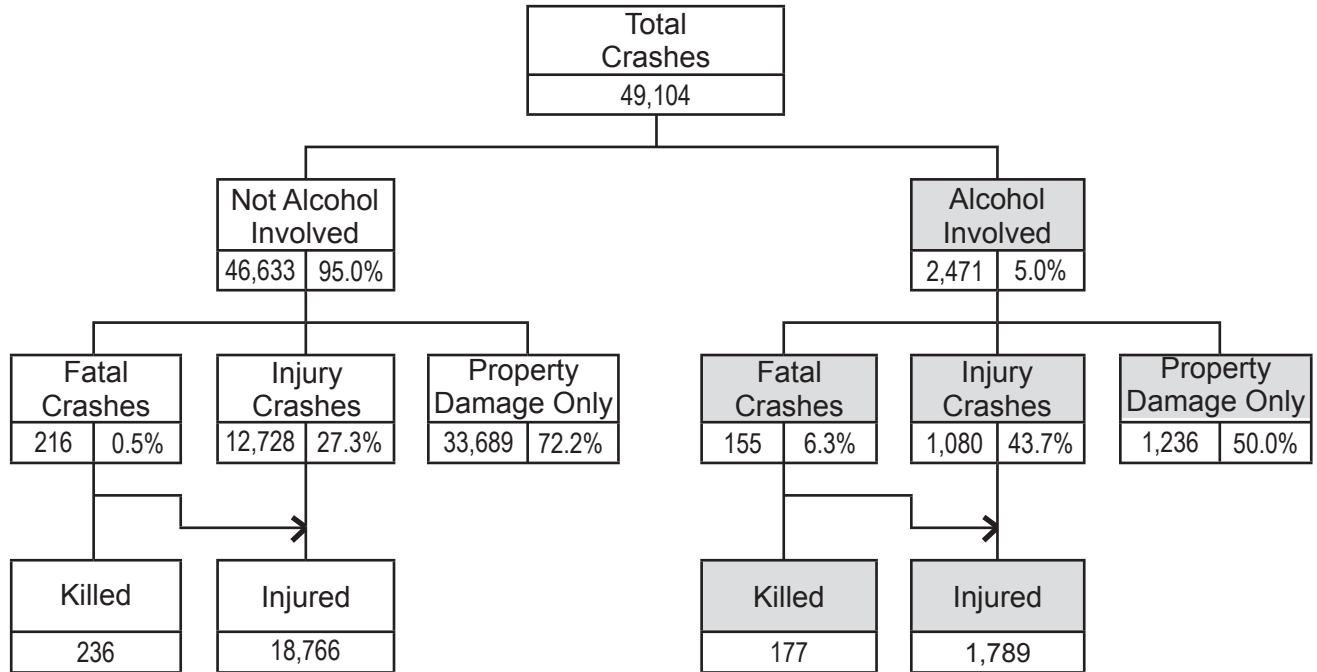 Total
Crashes
49,104
Not Alcohol
Involved
46,633 95.0%
Alcohol
Involved
2,471 5.0%
Fatal
Crashes
216 0.5%
Injury
Crashes
12,728 27.3%
Property
Damage Only
33,689 72.2%
Fatal
Crashes
155 6.3%
Injury
Crashes
1,080 43.7%
Property
Damage Only
1,236 50.0%
Killed
236
Injured
18,766
Killed
177
Injured
1,789